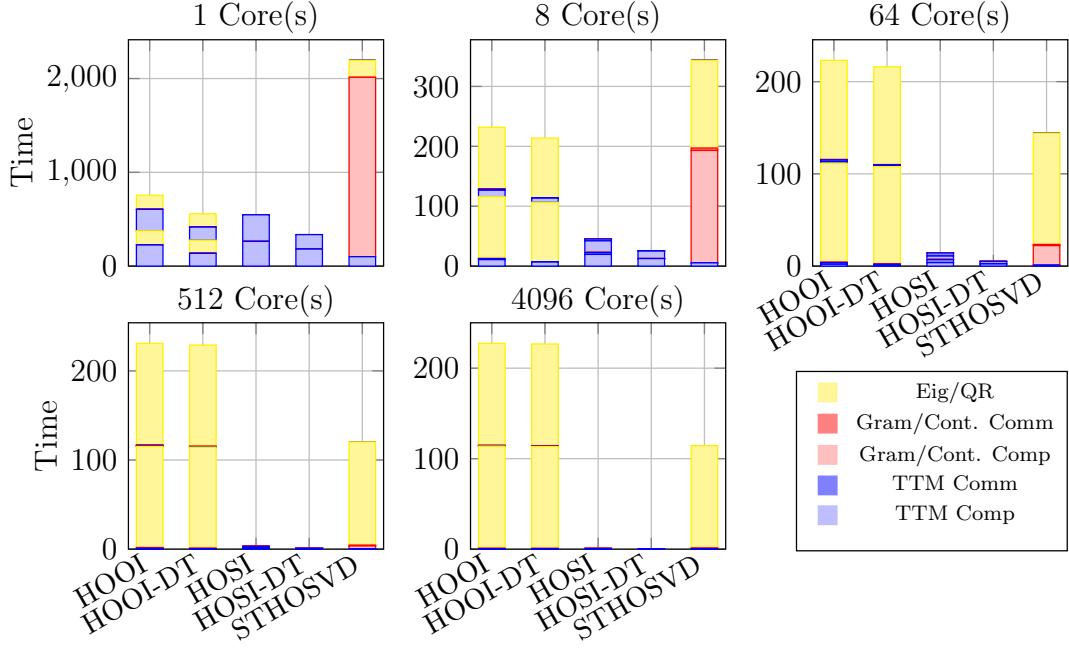 1 Core(s)
8 Core(s)
64 Core(s)
Time
2,000
1,000
0
300
200
100
0
200
100
0
HOOI
HOOI-DT
HOSI
HOSI-DT
STHOSVD
512 Core(s)
4096 Core(s)
Time
200
100
0
HOOI
HOOI-DT
HOSI
HOSI-DT
STHOSVD
200
100
0
HOOI
HOOI-DT
HOSI
HOSI-DT
STHOSVD
Eig/QR
Gram/Cont. Comm
Gram/Cont. Comp
TTM Comm
TTM Comp